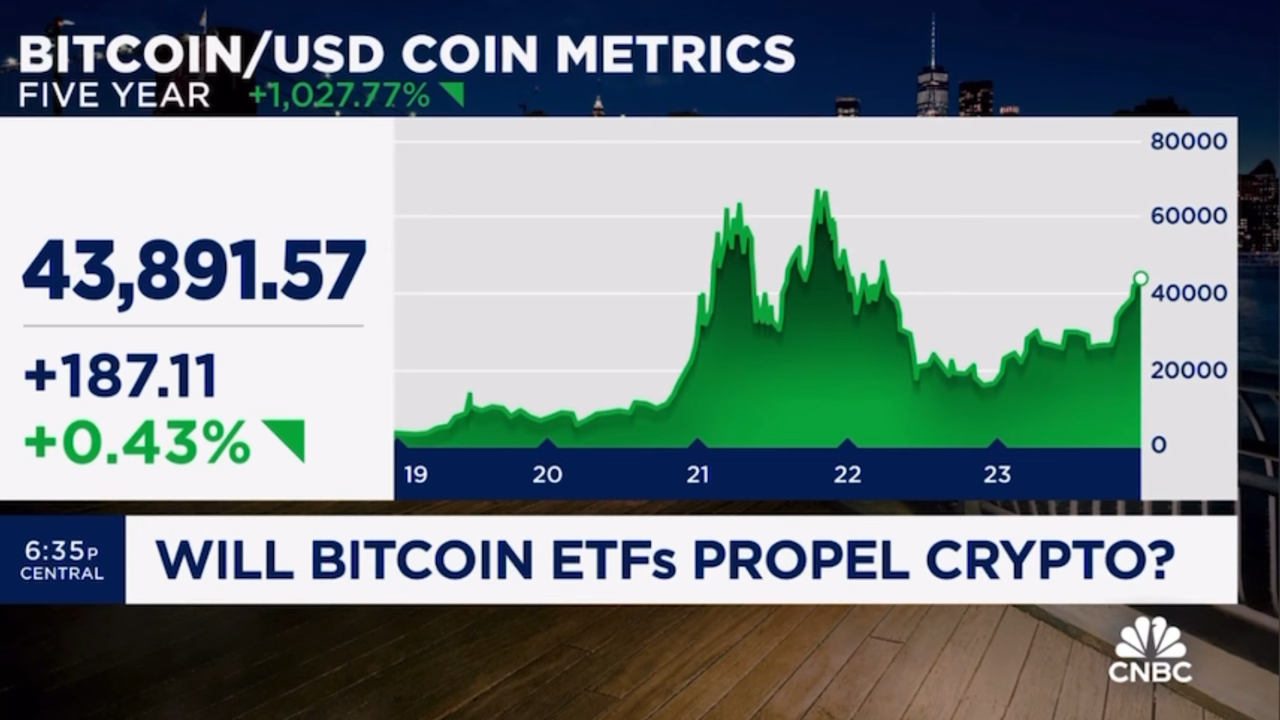 BITCOIN/USD COIN METRICS
FIVE YEAR +1,027.77%
43,891.57
+187.11
+0.43%
80000
60000
40000
20000
0
19 20 21 22 23
6:35P
CENTRAL
WILL BITCOIN ETFs PROPEL CRYPTO?
CNBC